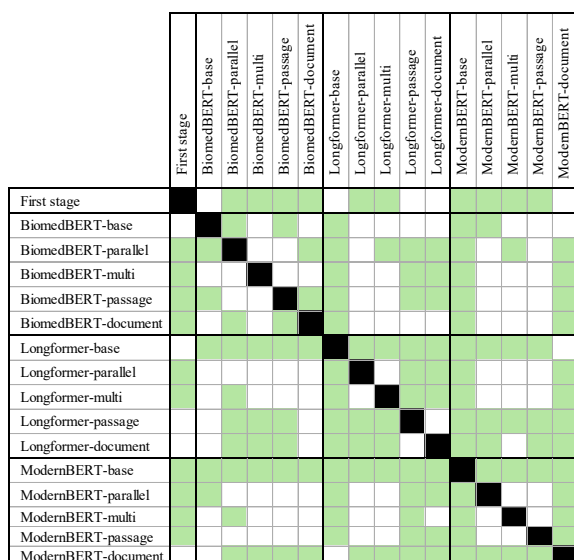 First stage
BiomedBERT-base
BiomedBERT-parallel
BiomedBERT-multi
BiomedBERT-passage
BiomedBERT-document
Longformer-base
Longformer-parallel
Longformer-multi
Longformer-passage
Longformer-document
ModernBERT-base
ModernBERT-parallel
ModernBERT-multi
ModernBERT-passage
ModernBERT-document
First stage
BiomedBERT-base
BiomedBERT-parallel
BiomedBERT-multi
BiomedBERT-passage
BiomedBERT-document
Longformer-base
Longformer-parallel
Longformer-multi
Longformer-passage
Longformer-document
ModernBERT-base
ModernBERT-parallel
ModernBERT-multi
ModernBERT-passage
ModernBERT-document